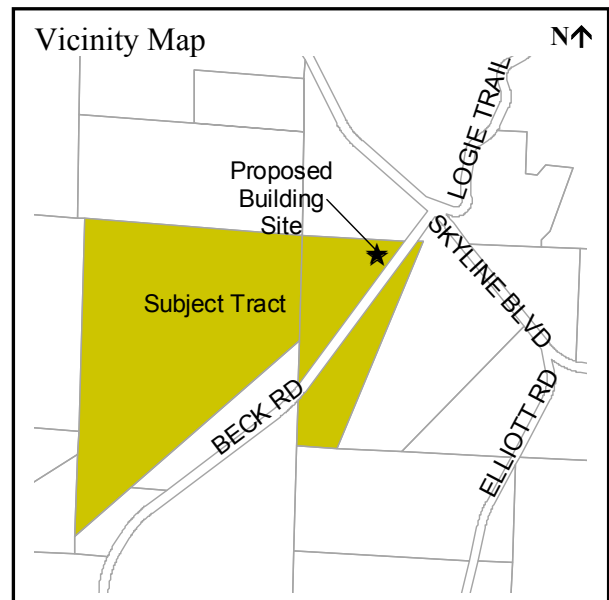 Vicinity Map
N↑
LOGIE TRAIL
Proposed
Building
Site
SKYLINE BLVD
Subject Tract
BECK RD
ELLIOTT RD